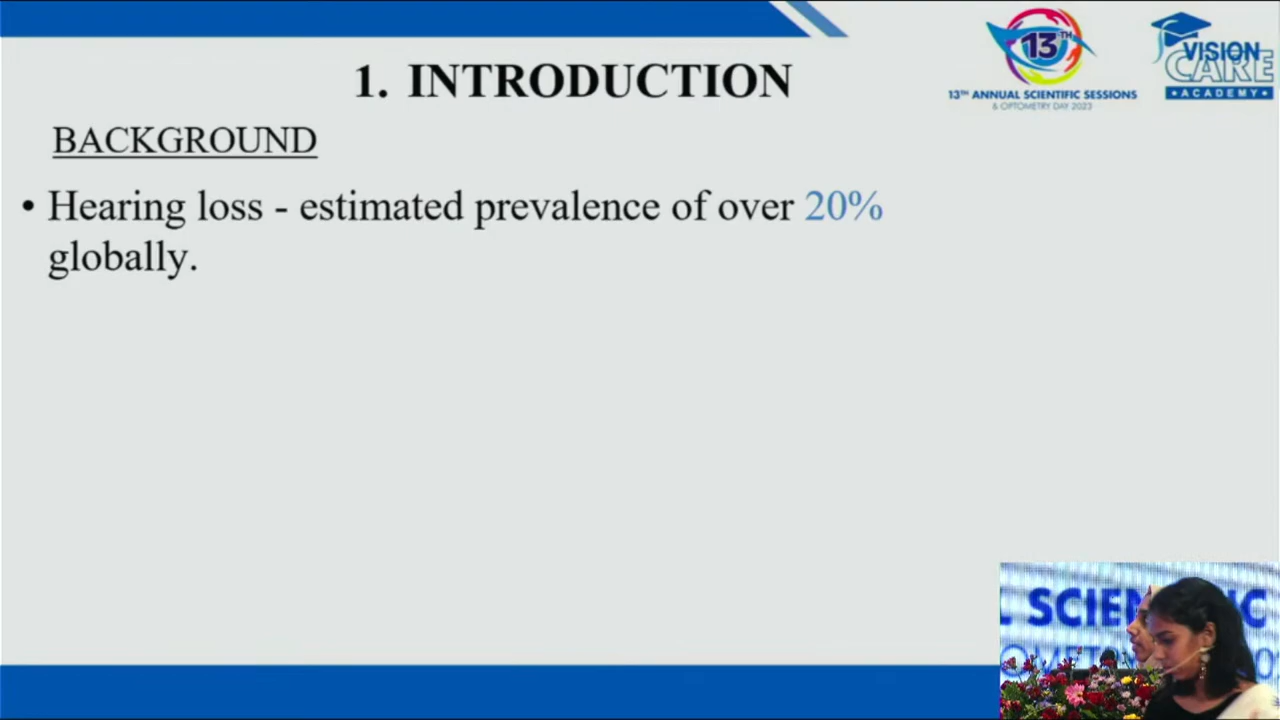 1. INTRODUCTION
13TH
13TH ANNUAL SCIENTIFIC SESSIONS
& OPTOMETRY DAY 2023
VISION
CARE
•ACADEMY•
BACKGROUND
• Hearing loss - estimated prevalence of over 20%
globally.